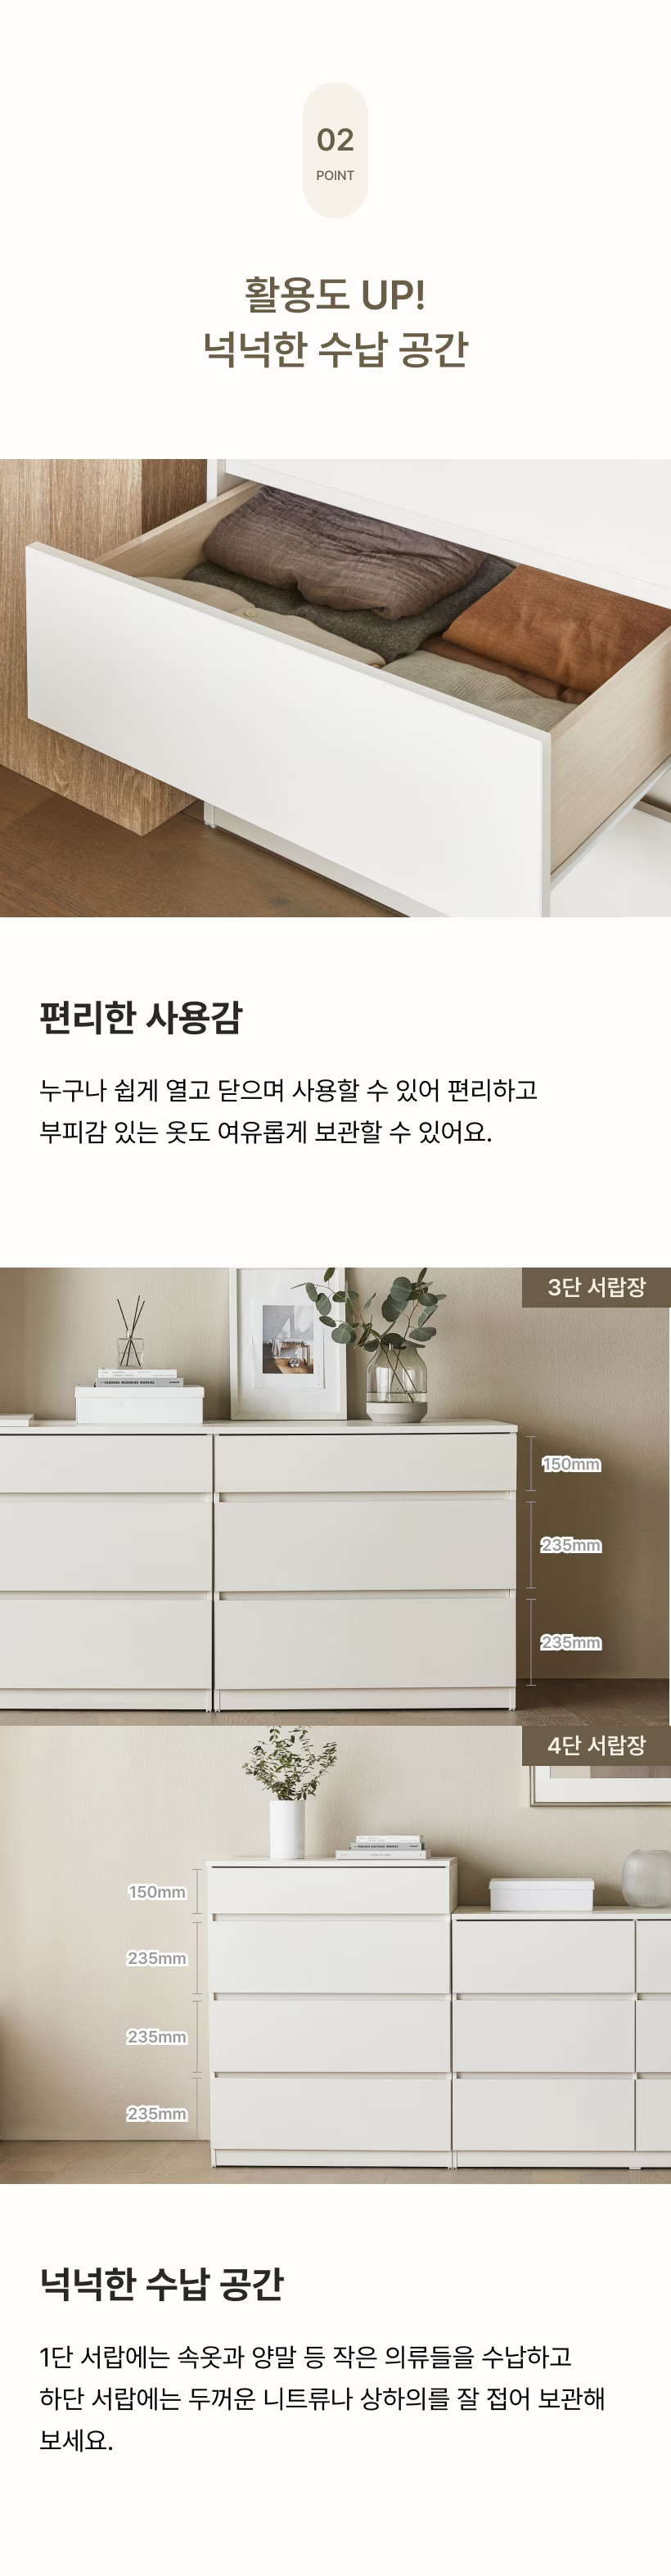 02
POINT
활용도 UP!
넉넉한 수납 공간
편리한 사용감
누구나 쉽게 열고 닫으며 사용할 수 있어 편리하고
부피감 있는 옷도 여유롭게 보관할 수 있어요.
3단 서랍장
150mm
235mm
235mm
4단 서랍장
150mm
235mm
235mm
235mm
넉넉한 수납 공간
1단 서랍에는 속옷과 양말 등 작은 의류들을 수납하고
하단 서랍에는 두꺼운 니트류나 상하의를 잘 접어 보관해
보세요.